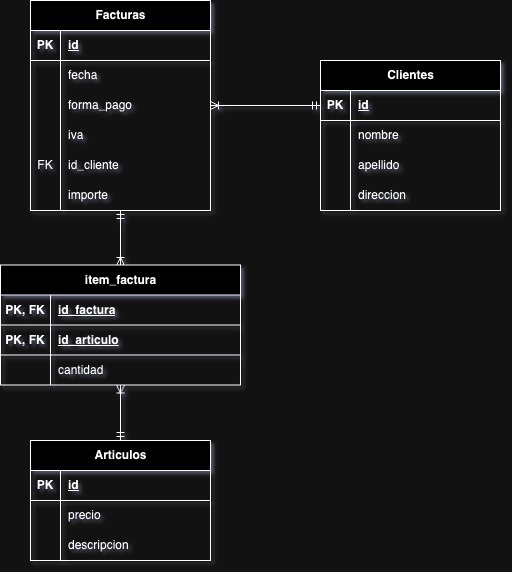 Facturas
PK id
fecha
forma_pago
iva
FK id_cliente
importe
Clientes
PK id
nombre
apellido
direccion
item_factura
PK, FK id_factura
PK, FK id_articulo
cantidad
Articulos
PK id
precio
descripcion